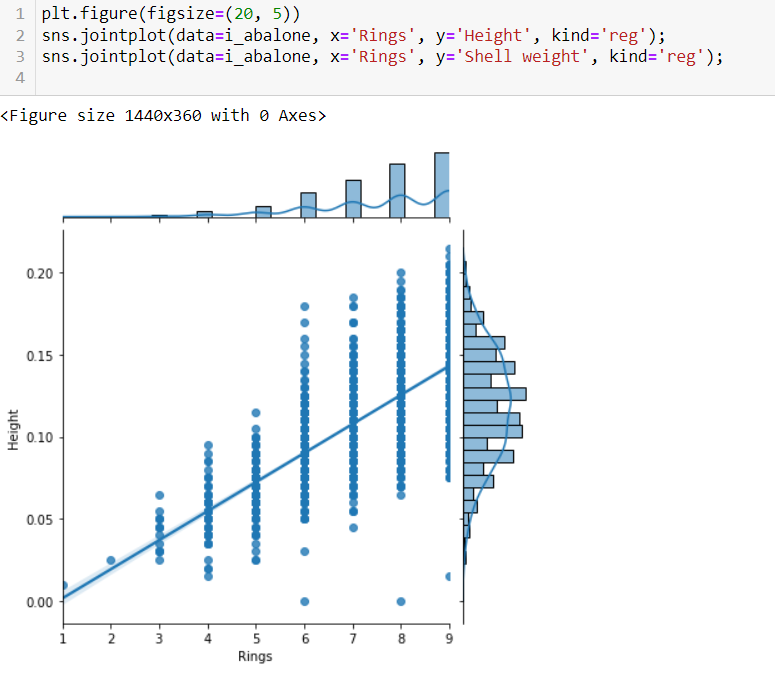 1 plt.figure(figsize=(20, 5))
2 sns.jointplot(data=i_abalone, x='Rings', y='Height', kind='reg');
3 sns.jointplot(data=i_abalone, x='Rings', y='Shell weight', kind='reg');
4
<Figure size 1440x360 with 0 Axes>
0.20
0.15
0.10
0.05
0.00
Height
1 2 3 4 5 6 7 8 9
Rings